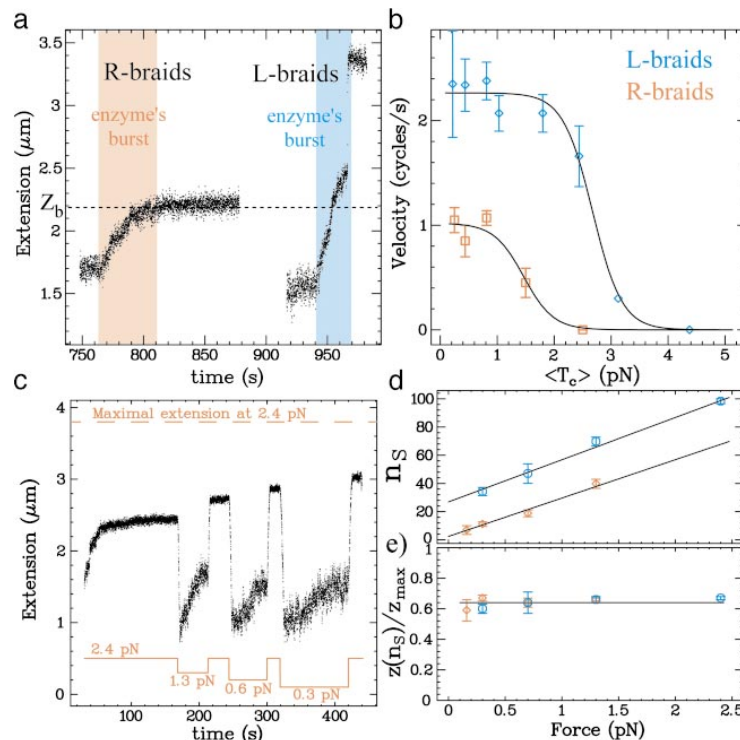 a
R-braids
L-braids
enzyme's
burst
enzyme's
burst
Z_b
Extension (μm)
3.5
3.0
2.5
2
1.5
750
800
850
900
950
time (s)
b
L-braids
R-braids
Velocity (cycles/s)
2
1
0
0
1
2
3
4
5
<T_c> (pN)
c
Maximal extension at 2.4 pN
Extension (μm)
4
3
2
1
0
2.4 pN
1.3 pN
0.6 pN
0.3 pN
100
200
300
400
time (s)
d
n_S
100
80
60
40
20
0
e)
z(n_S)/z_max
1
0.8
0.6
0.4
0.2
0
0
0.5
1
1.5
2
2.5
Force (pN)